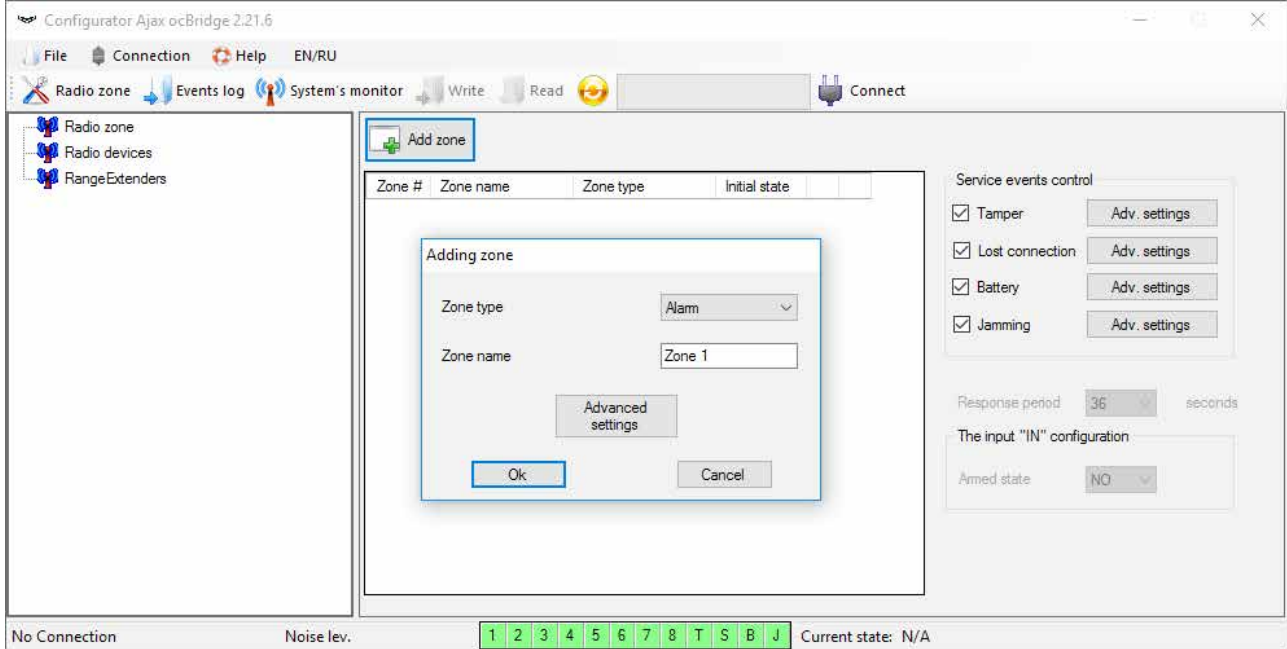 Configurator Ajax ocBridge 2.21.6
File Connection Help EN/RU
Radio zone Events log System's monitor Write Read Connect
Radio zone
Radio devices
RangeExtenders
Add zone
Zone # Zone name Zone type Initial state
Adding zone
Zone type Alarm
Zone name Zone 1
Advanced
settings
Ok Cancel
Service events control
Tamper Adv. settings
Lost connection Adv. settings
Battery Adv. settings
Jamming Adv. settings
Response period 36 seconds
The input "IN" configuration
Armed state NO
No Connection Noise lev. 1 2 3 4 5 6 7 8 T S B J Current state: N/A